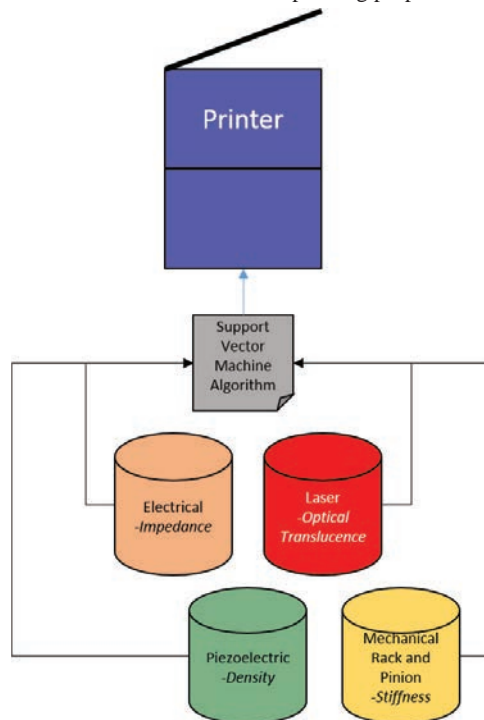 Printer
Support
Vector
Machine
Algorithm
Electrical
-Impedance
Laser
-Optical
Translucence
Piezoelectric
-Density
Mechanical
Rack and
Pinion
-Stiffness